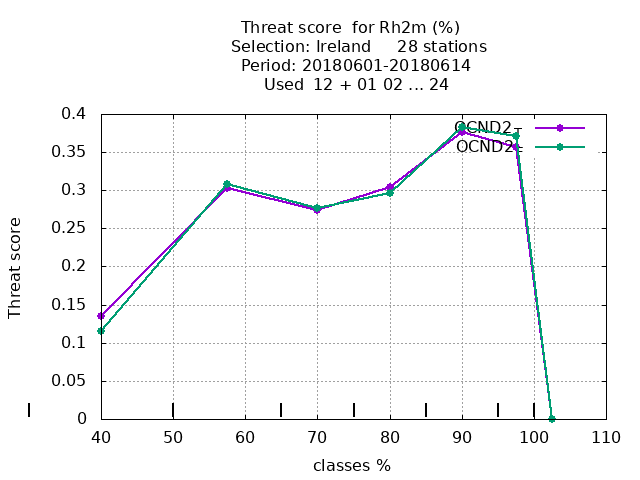 Threat score for Rh2m (%)
Selection: Ireland 28 stations
Period: 20180601-20180614
Used 12 + 01 02 ... 24
0.4
0.35
0.3
0.25
0.2
0.15
0.1
0.05
0
Threat score
OCND2
OCND2
40 50 60 70 80 90 100 110
classes %